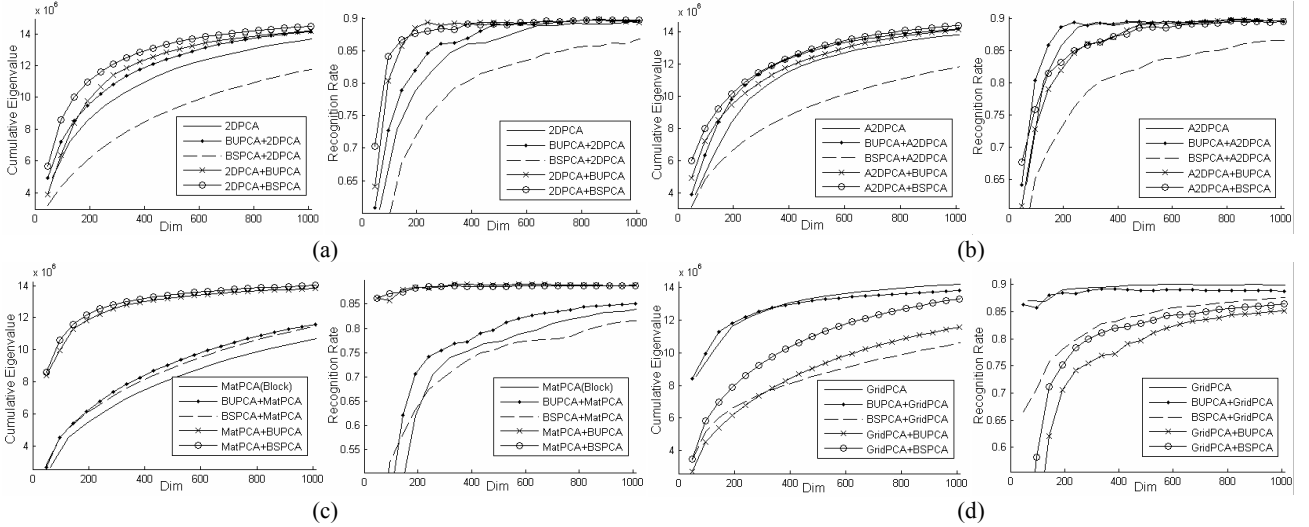 x 10^6
Cumulative Eigenvalue
14
12
10
8
6
4
0 200 400 600 800 1000
Dim
2DPCA
BUPCA+2DPCA
BSPCA+2DPCA
2DPCA+BUPCA
2DPCA+BSPCA
Recognition Rate
0.9
0.85
0.8
0.75
0.7
0.65
0 200 400 600 800 1000
Dim
2DPCA
BUPCA+2DPCA
BSPCA+2DPCA
2DPCA+BUPCA
2DPCA+BSPCA
(a)
x 10^6
Cumulative Eigenvalue
14
12
10
8
6
4
0 200 400 600 800 1000
Dim
A2DPCA
BUPCA+A2DPCA
BSPCA+A2DPCA
A2DPCA+BUPCA
A2DPCA+BSPCA
Recognition Rate
0.9
0.85
0.8
0.75
0.7
0.65
0 200 400 600 800 1000
Dim
A2DPCA
BUPCA+A2DPCA
BSPCA+A2DPCA
A2DPCA+BUPCA
A2DPCA+BSPCA
(b)
x 10^6
Cumulative Eigenvalue
14
12
10
8
6
4
0 200 400 600 800 1000
Dim
MatPCA(Block)
BUPCA+MatPCA
BSPCA+MatPCA
MatPCA+BUPCA
MatPCA+BSPCA
Recognition Rate
0.85
0.8
0.75
0.7
0.65
0.6
0.55
0 200 400 600 800 1000
Dim
MatPCA(Block)
BUPCA+MatPCA
BSPCA+MatPCA
MatPCA+BUPCA
MatPCA+BSPCA
(c)
x 10^6
Cumulative Eigenvalue
14
12
10
8
6
4
0 200 400 600 800 1000
Dim
GridPCA
BUPCA+GridPCA
BSPCA+GridPCA
GridPCA+BUPCA
GridPCA+BSPCA
Recognition Rate
0.9
0.85
0.8
0.75
0.7
0.65
0.6
0 200 400 600 800 1000
Dim
GridPCA
BUPCA+GridPCA
BSPCA+GridPCA
GridPCA+BUPCA
GridPCA+BSPCA
(d)